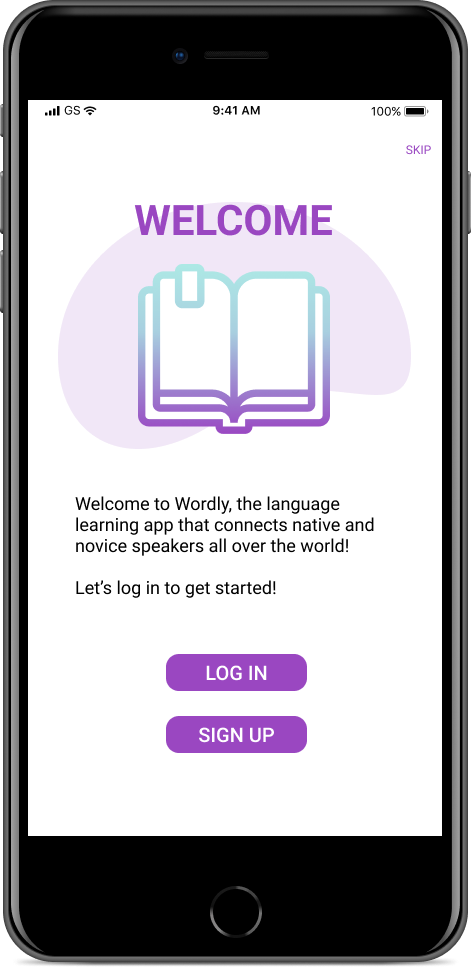 GS 9:41 AM 100%
SKIP
WELCOME
Welcome to Wordly, the language
learning app that connects native and
novice speakers all over the world!
Let’s log in to get started!
LOG IN
SIGN UP